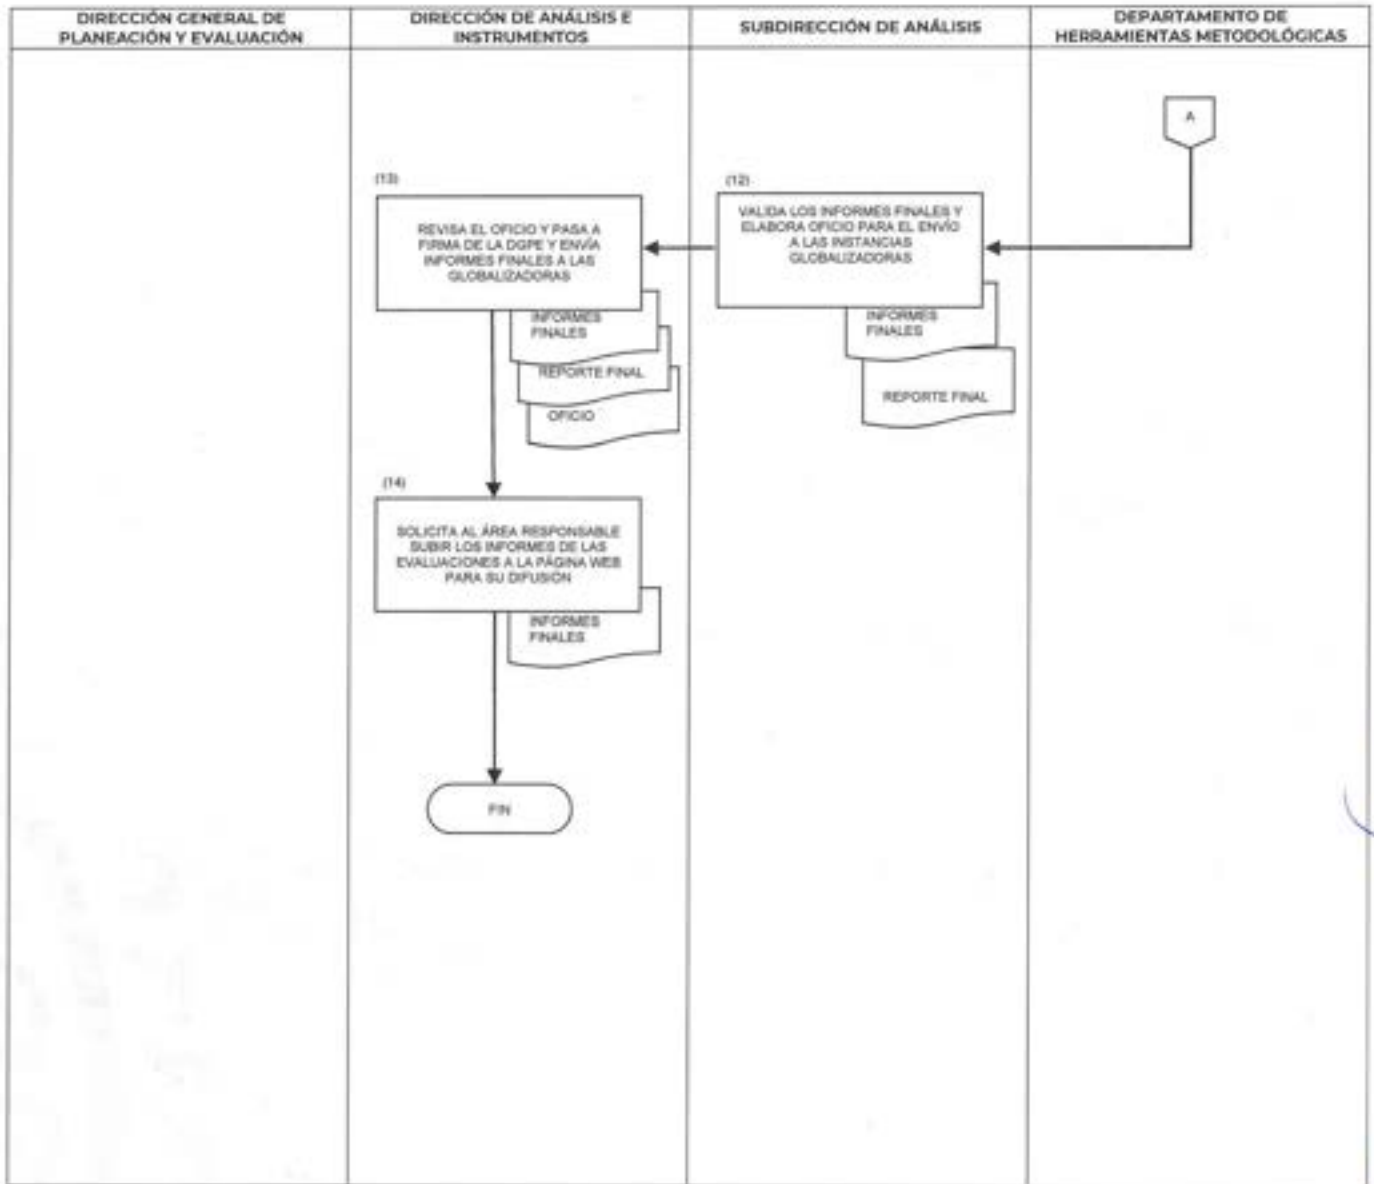 DIRECCIÓN GENERAL DE
PLANEACIÓN Y EVALUACIÓN
DIRECCIÓN DE ANÁLISIS E
INSTRUMENTOS
SUBDIRECCIÓN DE ANÁLISIS
DEPARTAMENTO DE
HERRAMIENTAS METODOLÓGICAS
A
(12)
VALIDA LOS INFORMES FINALES Y
ELABORA OFICIO PARA EL ENVÍO
A LAS INSTANCIAS
GLOBALIZADORAS
INFORMES
FINALES
REPORTE FINAL
(13)
REVISA EL OFICIO Y PASA A
FIRMA DE LA DGPE Y ENVÍA
INFORMES FINALES A LAS
GLOBALIZADORAS
INFORMES
FINALES
REPORTE FINAL
OFICIO
(14)
SOLICITA AL ÁREA RESPONSABLE
SUBIR LOS INFORMES DE LAS
EVALUACIONES A LA PÁGINA WEB
PARA SU DIFUSIÓN
INFORMES
FINALES
FIN